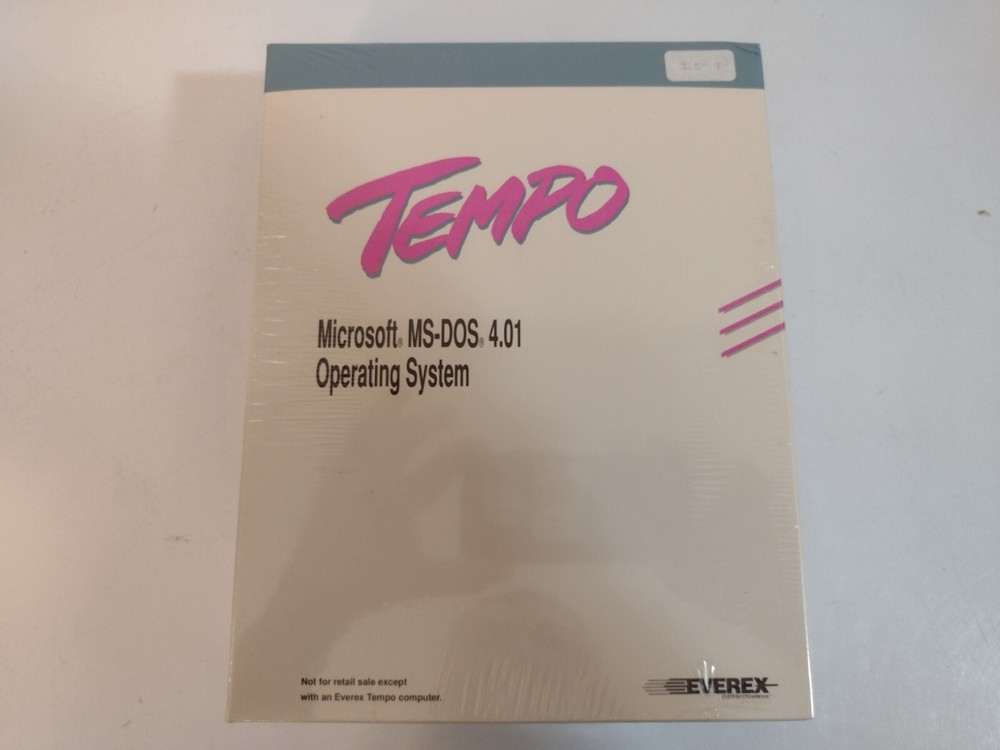 TEMPO
Microsoft® MS-DOS® 4.01
Operating System
Not for retail sale except
with an Everex Tempo computer.
EVEREX